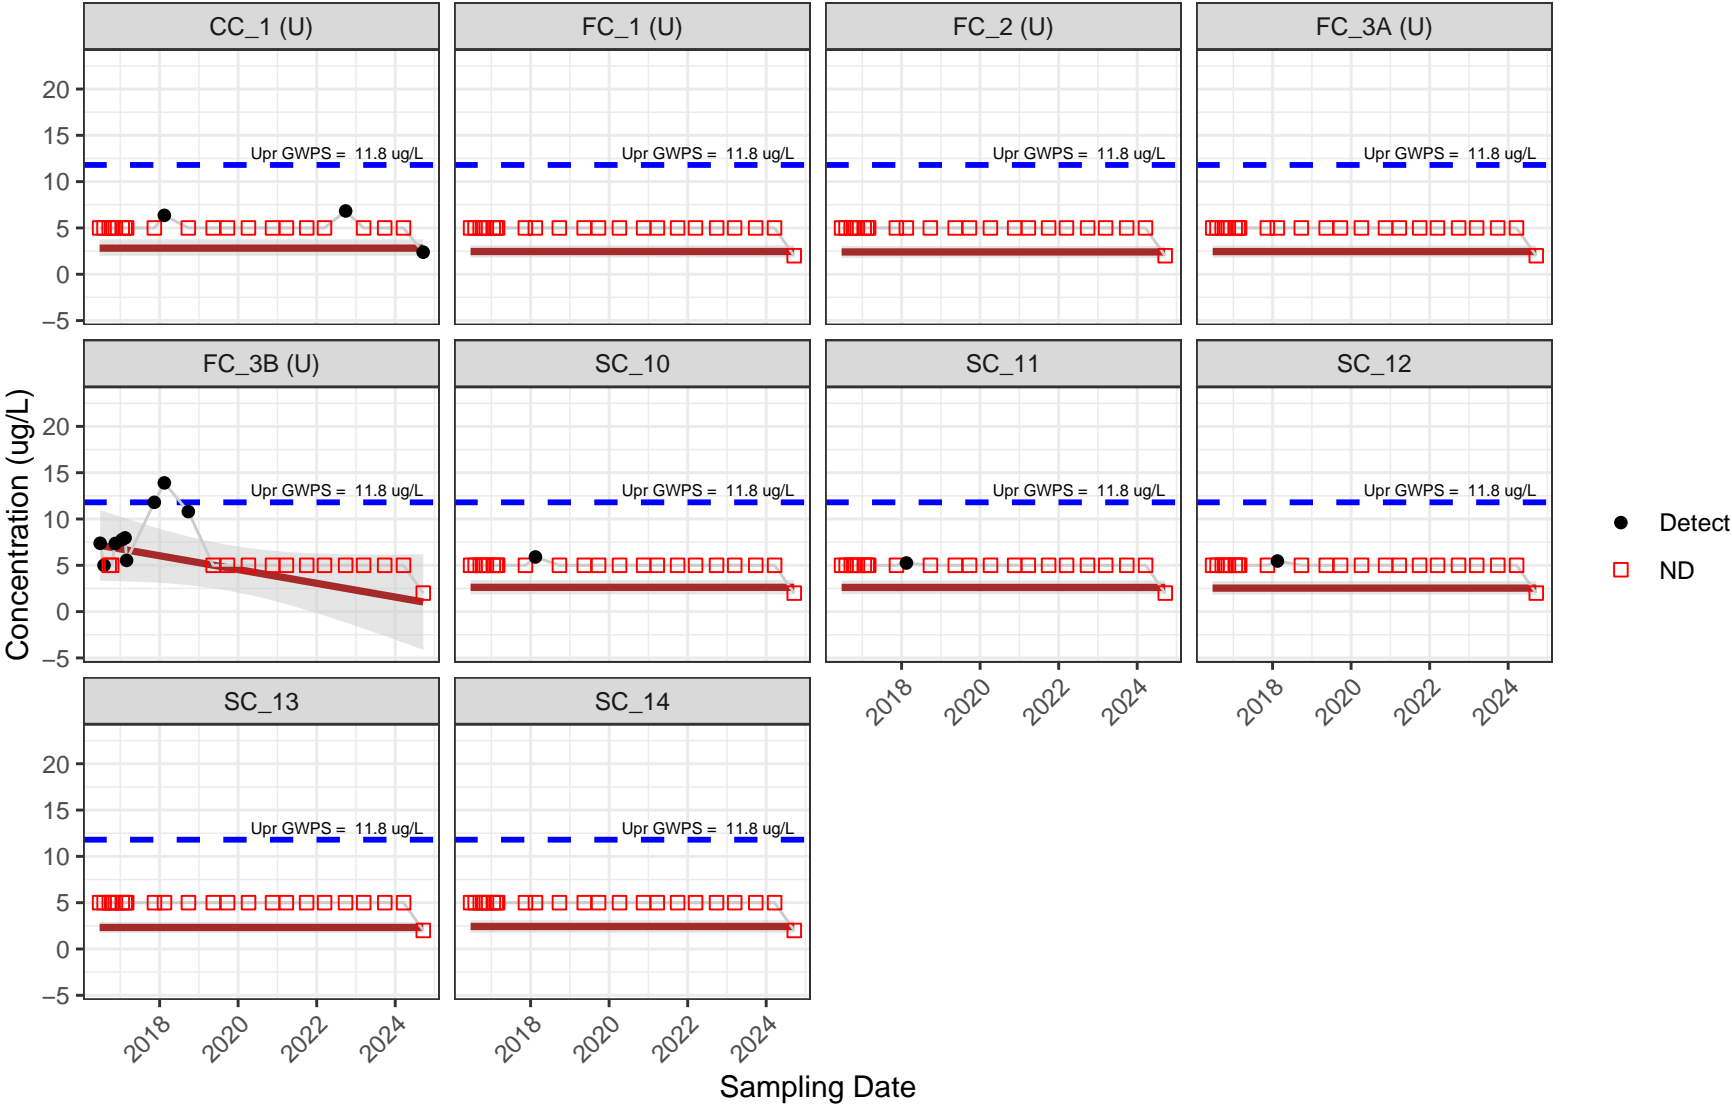 CC_1 (U)
FC_1 (U)
FC_2 (U)
FC_3A (U)
20
15
10
5
0
−5
Upr GWPS =  11.8 ug/L
Upr GWPS =  11.8 ug/L
Upr GWPS =  11.8 ug/L
Upr GWPS =  11.8 ug/L
FC_3B (U)
SC_10
SC_11
SC_12
20
15
10
5
0
−5
Upr GWPS =  11.8 ug/L
Upr GWPS =  11.8 ug/L
Upr GWPS =  11.8 ug/L
Upr GWPS =  11.8 ug/L
2018
2020
2022
2024
2018
2020
2022
2024
SC_13
SC_14
20
15
10
5
0
−5
Upr GWPS =  11.8 ug/L
Upr GWPS =  11.8 ug/L
2018
2020
2022
2024
2018
2020
2022
2024
Sampling Date
Concentration (ug/L)
Detect
ND